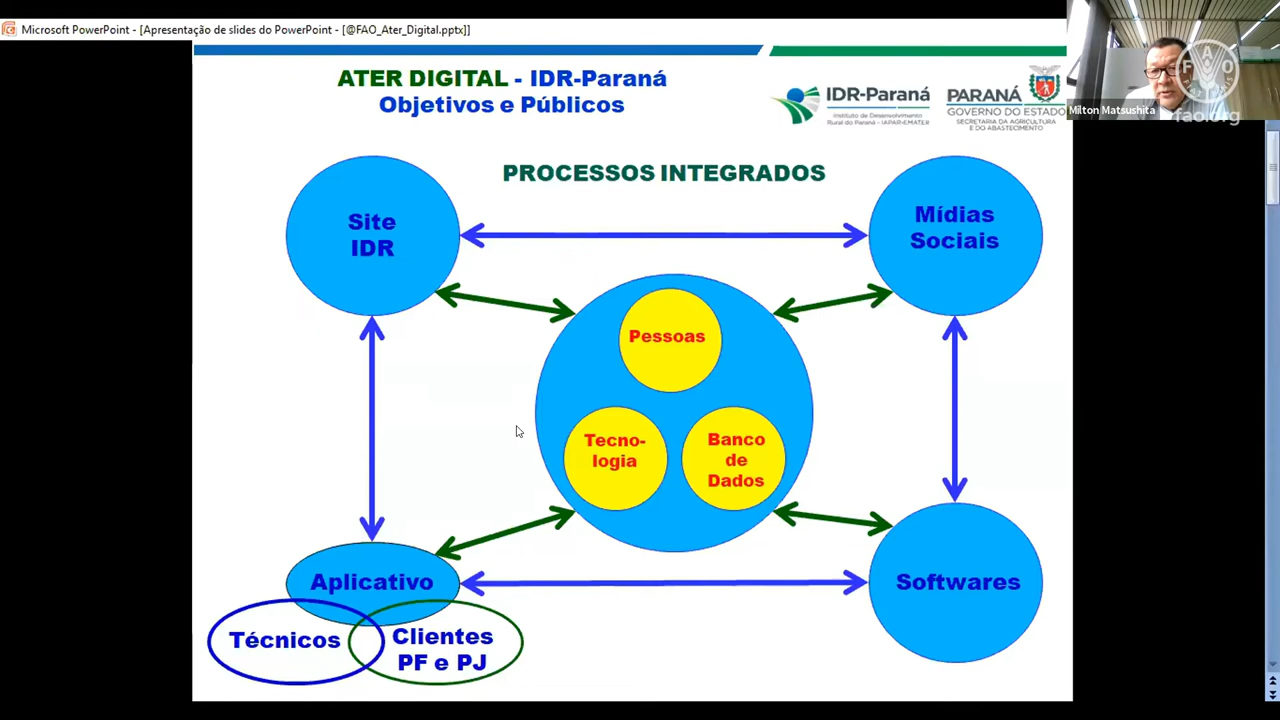 Microsoft PowerPoint - [Apresentação de slides do PowerPoint - [@FAO_Ater_Digital.pptx]]
ATER DIGITAL - IDR-Paraná
Objetivos e Públicos
IDR-Paraná
Instituto de Desenvolvimento
Rural do Paraná - IAPAR-EMATER
PARANÁ
GOVERNO DO ESTADO
SECRETARIA DA AGRICULTURA
E DO ABASTECIMENTO
FAO
Milton Matsushita
fao.org
PROCESSOS INTEGRADOS
Site
IDR
Mídias
Sociais
Pessoas
Tecno-
logia
Banco
de
Dados
Aplicativo
Softwares
Técnicos
Clientes
PF e PJ